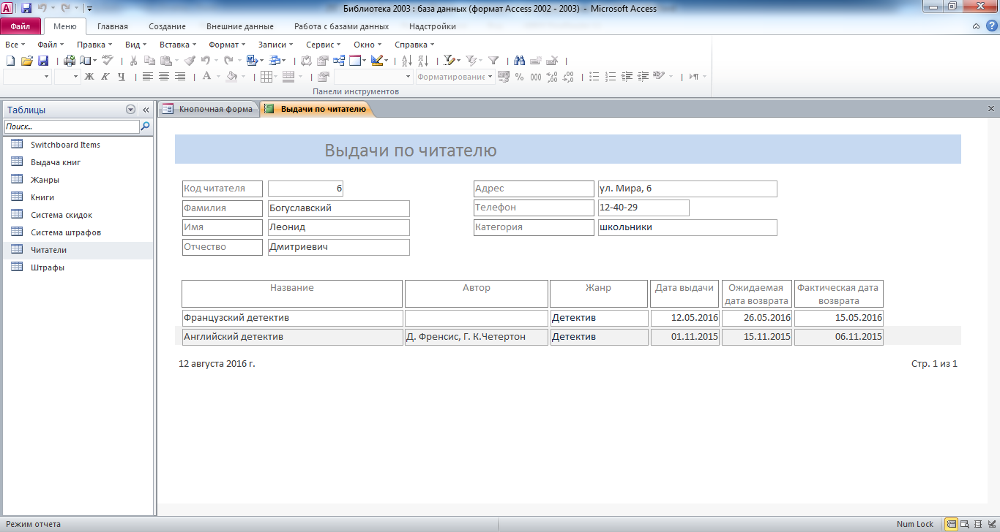 Библиотека 2003 : база данных (формат Access 2002 - 2003) - Microsoft Access
Файл Меню Главная Создание Внешние данные Работа с базами данных Надстройки
Все Файл Правка Вид Вставка Формат Записи Сервис Окно Справка
Ж К Ч Форматирование % 000
Панели инструментов
Таблицы
Поиск...
Switchboard Items
Выдача книг
Жанры
Книги
Система скидок
Система штрафов
Читатели
Штрафы
Кнопочная форма Выдачи по читателю
Выдачи по читателю
Код читателя 6 Адрес ул. Мира, 6
Фамилия Богуславский Телефон 12-40-29
Имя Леонид Категория школьники
Отчество Дмитриевич
Название Автор Жанр Дата выдачи Ожидаемая дата возврата Фактическая дата возврата
Французский детектив Детектив 12.05.2016 26.05.2016 15.05.2016
Английский детектив Д. Френсис, Г. К.Четертон Детектив 01.11.2015 15.11.2015 06.11.2015
12 августа 2016 г. Стр. 1 из 1
Режим отчета Num Lock